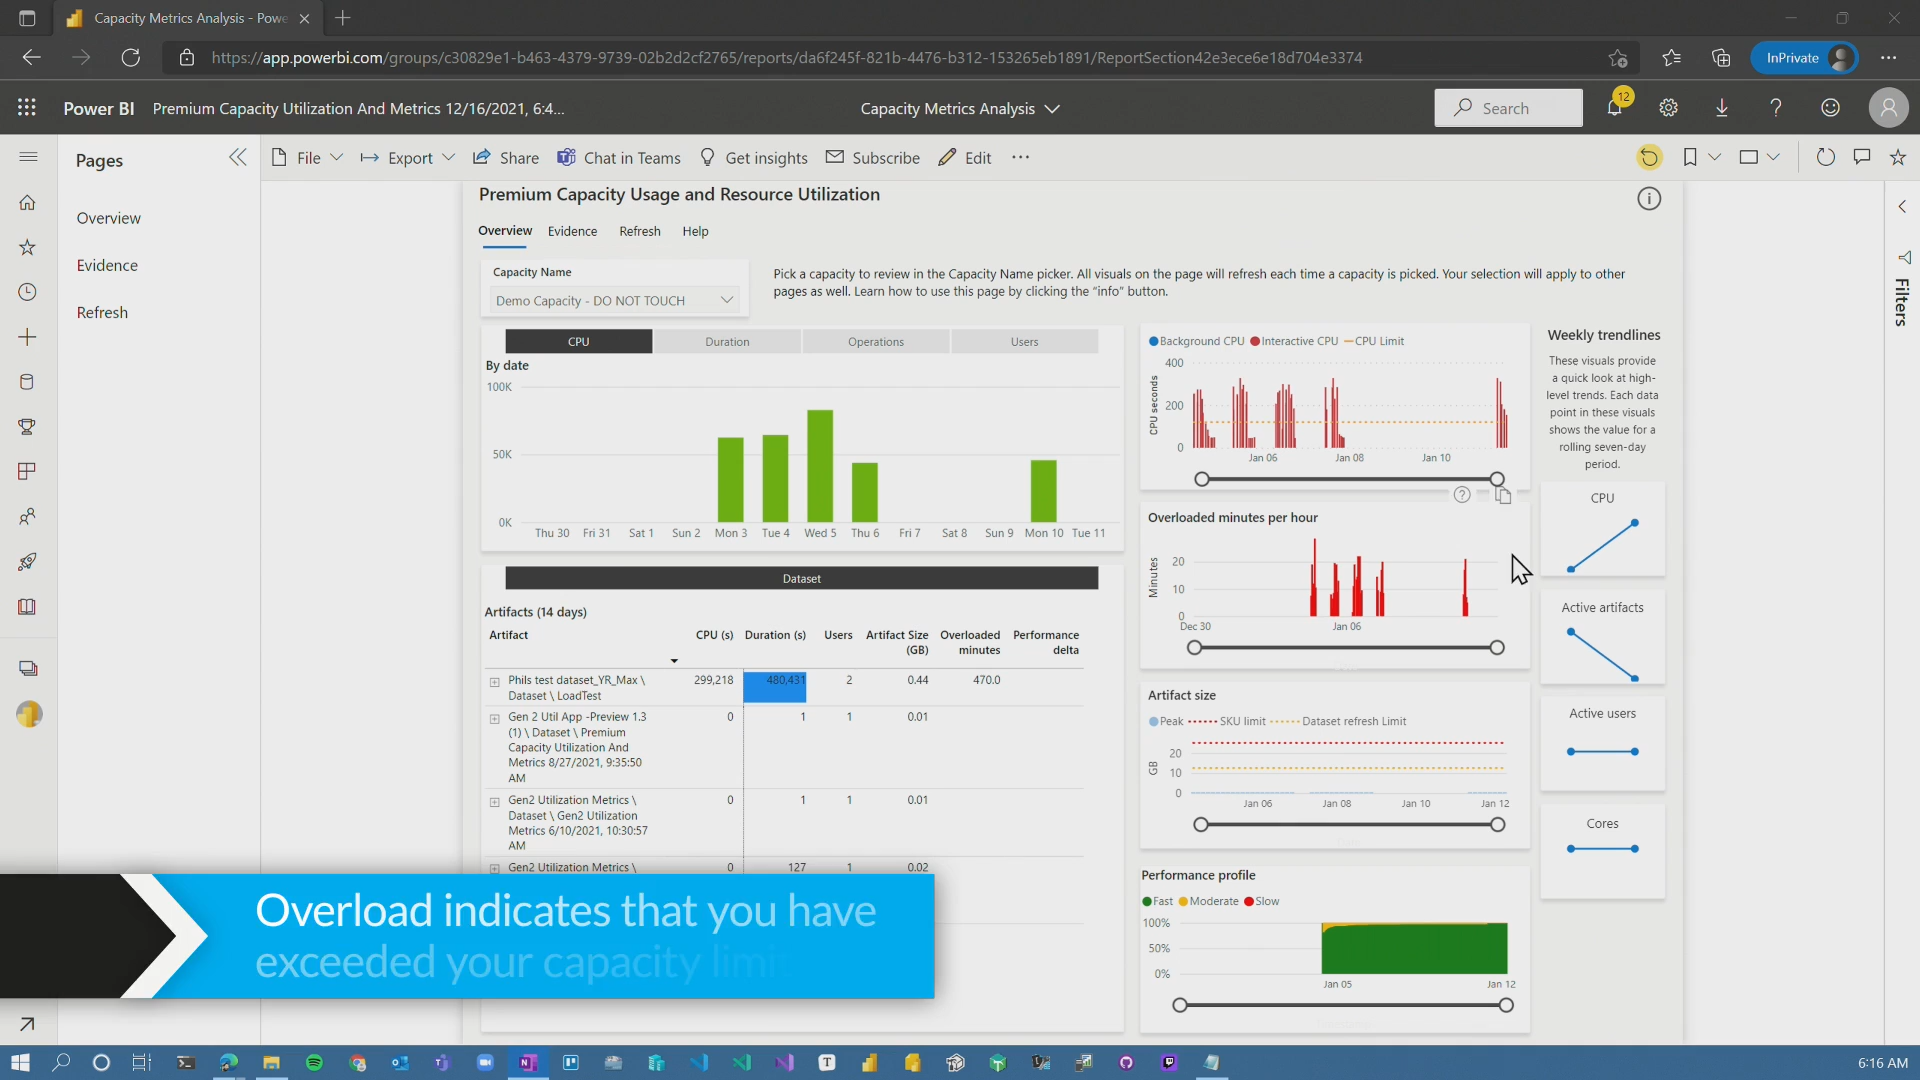 Capacity Metrics Analysis - Powe
https://app.powerbi.com/groups/c30829e1-b463-4379-9739-02b2d2cf2765/reports/da6f245f-821b-4476-b312-153265eb1891/ReportSection42e3ece6e18d704e3374
InPrivate
Power BI
Premium Capacity Utilization And Metrics 12/16/2021, 6:4...
Capacity Metrics Analysis
Search
12
Pages
File
Export
Share
Chat in Teams
Get insights
Subscribe
Edit
Overview
Evidence
Refresh
Premium Capacity Usage and Resource Utilization
Overview
Evidence
Refresh
Help
Filters
Capacity Name
Demo Capacity - DO NOT TOUCH
Pick a capacity to review in the Capacity Name picker. All visuals on the page will refresh each time a capacity is picked. Your selection will apply to other
pages as well. Learn how to use this page by clicking the "info" button.
CPU
Duration
Operations
Users
By date
100K
50K
0K
Thu 30
Fri 31
Sat 1
Sun 2
Mon 3
Tue 4
Wed 5
Thu 6
Fri 7
Sat 8
Sun 9
Mon 10
Tue 11
Dataset
Artifacts (14 days)
Artifact
CPU (s)
Duration (s)
Users
Artifact Size
(GB)
Overloaded
minutes
Performance
delta
Phils test dataset_YR_Max \
Dataset \ LoadTest
299,218
480,431
2
0.44
470.0
Gen 2 Util App -Preview 1.3
(1) \ Dataset \ Premium
Capacity Utilization And
Metrics 8/27/2021, 9:35:50
AM
0
1
1
0.01
Gen2 Utilization Metrics \
Dataset \ Gen2 Utilization
Metrics 6/10/2021, 10:30:57
AM
0
1
1
0.01
Gen2 Utilization Metrics \
0
127
1
0.02
Background CPU
Interactive CPU
CPU Limit
CPU seconds
400
200
0
Jan 06
Jan 08
Jan 10
Overloaded minutes per hour
Minutes
20
10
0
Dec 30
Jan 06
Artifact size
Peak
SKU limit
Dataset refresh Limit
GB
20
10
0
Jan 06
Jan 08
Jan 10
Jan 12
Performance profile
Fast
Moderate
Slow
100%
50%
0%
Jan 05
Jan 12
Weekly trendlines
These visuals provide
a quick look at high-
level trends. Each data
point in these visuals
shows the value for a
rolling seven-day
period.
CPU
Active artifacts
Active users
Cores
Overload indicates that you have
exceeded your capacity limit
6:16 AM